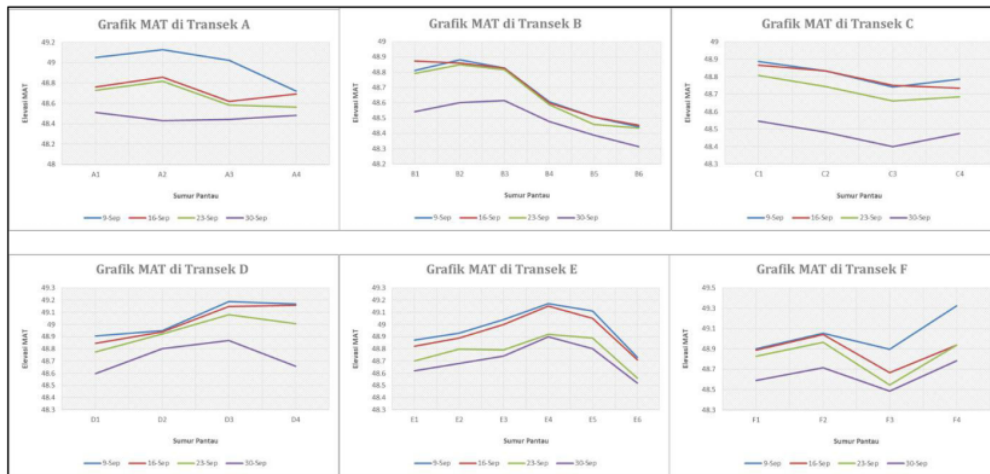 Grafik MAT di Transek A
49.2
49
48.8
48.6
48.4
48.2
48
Elevasi MAT
A1 A2 A3 A4
Sumur Pantau
9-Sep 16-Sep 23-Sep 30-Sep
Grafik MAT di Transek B
49
48.9
48.8
48.7
48.6
48.5
48.4
48.3
48.2
Elevasi MAT
B1 B2 B3 B4 B5 B6
Sumur Pantau
9-Sep 16-Sep 23-Sep 30-Sep
Grafik MAT di Transek C
49
48.9
48.8
48.7
48.6
48.5
48.4
48.3
Elevasi MAT
C1 C2 C3 C4
Sumur Pantau
9-Sep 16-Sep 23-Sep 30-Sep
Grafik MAT di Transek D
49.3
49.2
49.1
49
48.9
48.8
48.7
48.6
48.5
48.4
48.3
Elevasi MAT
D1 D2 D3 D4
Sumur Pantau
9-Sep 16-Sep 23-Sep 30-Sep
Grafik MAT di Transek E
49.3
49.2
49.1
49
48.9
48.8
48.7
48.6
48.5
48.4
48.3
Elevasi MAT
E1 E2 E3 E4 E5 E6
Sumur Pantau
9-Sep 16-Sep 23-Sep 30-Sep
Grafik MAT di Transek F
49.5
49.3
49.1
48.9
48.7
48.5
48.3
Elevasi MAT
F1 F2 F3 F4
Sumur Pantau
9-Sep 16-Sep 23-Sep 30-Sep